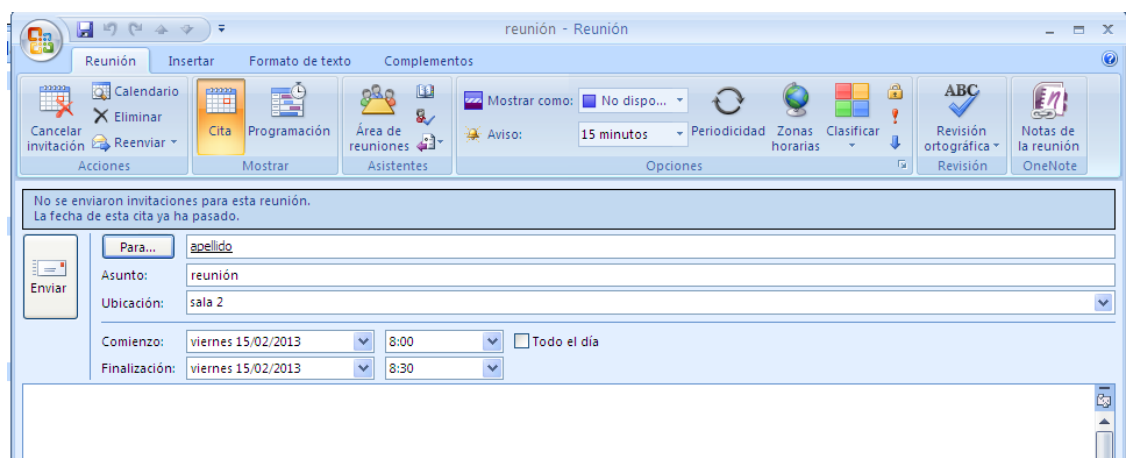 reunión - Reunión
Reunión Insertar Formato de texto Complementos
Cancelar invitación
Calendario
Eliminar
Reenviar
Acciones
Cita
Programación
Mostrar
Área de reuniones
Asistentes
Mostrar como: No dispo...
Aviso: 15 minutos
Periodicidad
Zonas horarias
Clasificar
Opciones
ABC
Revisión ortográfica
Revisión
Notas de la reunión
OneNote
No se enviaron invitaciones para esta reunión.
La fecha de esta cita ya ha pasado.
Enviar
Para... apellido
Asunto: reunión
Ubicación: sala 2
Comienzo: viernes 15/02/2013 8:00 Todo el día
Finalización: viernes 15/02/2013 8:30